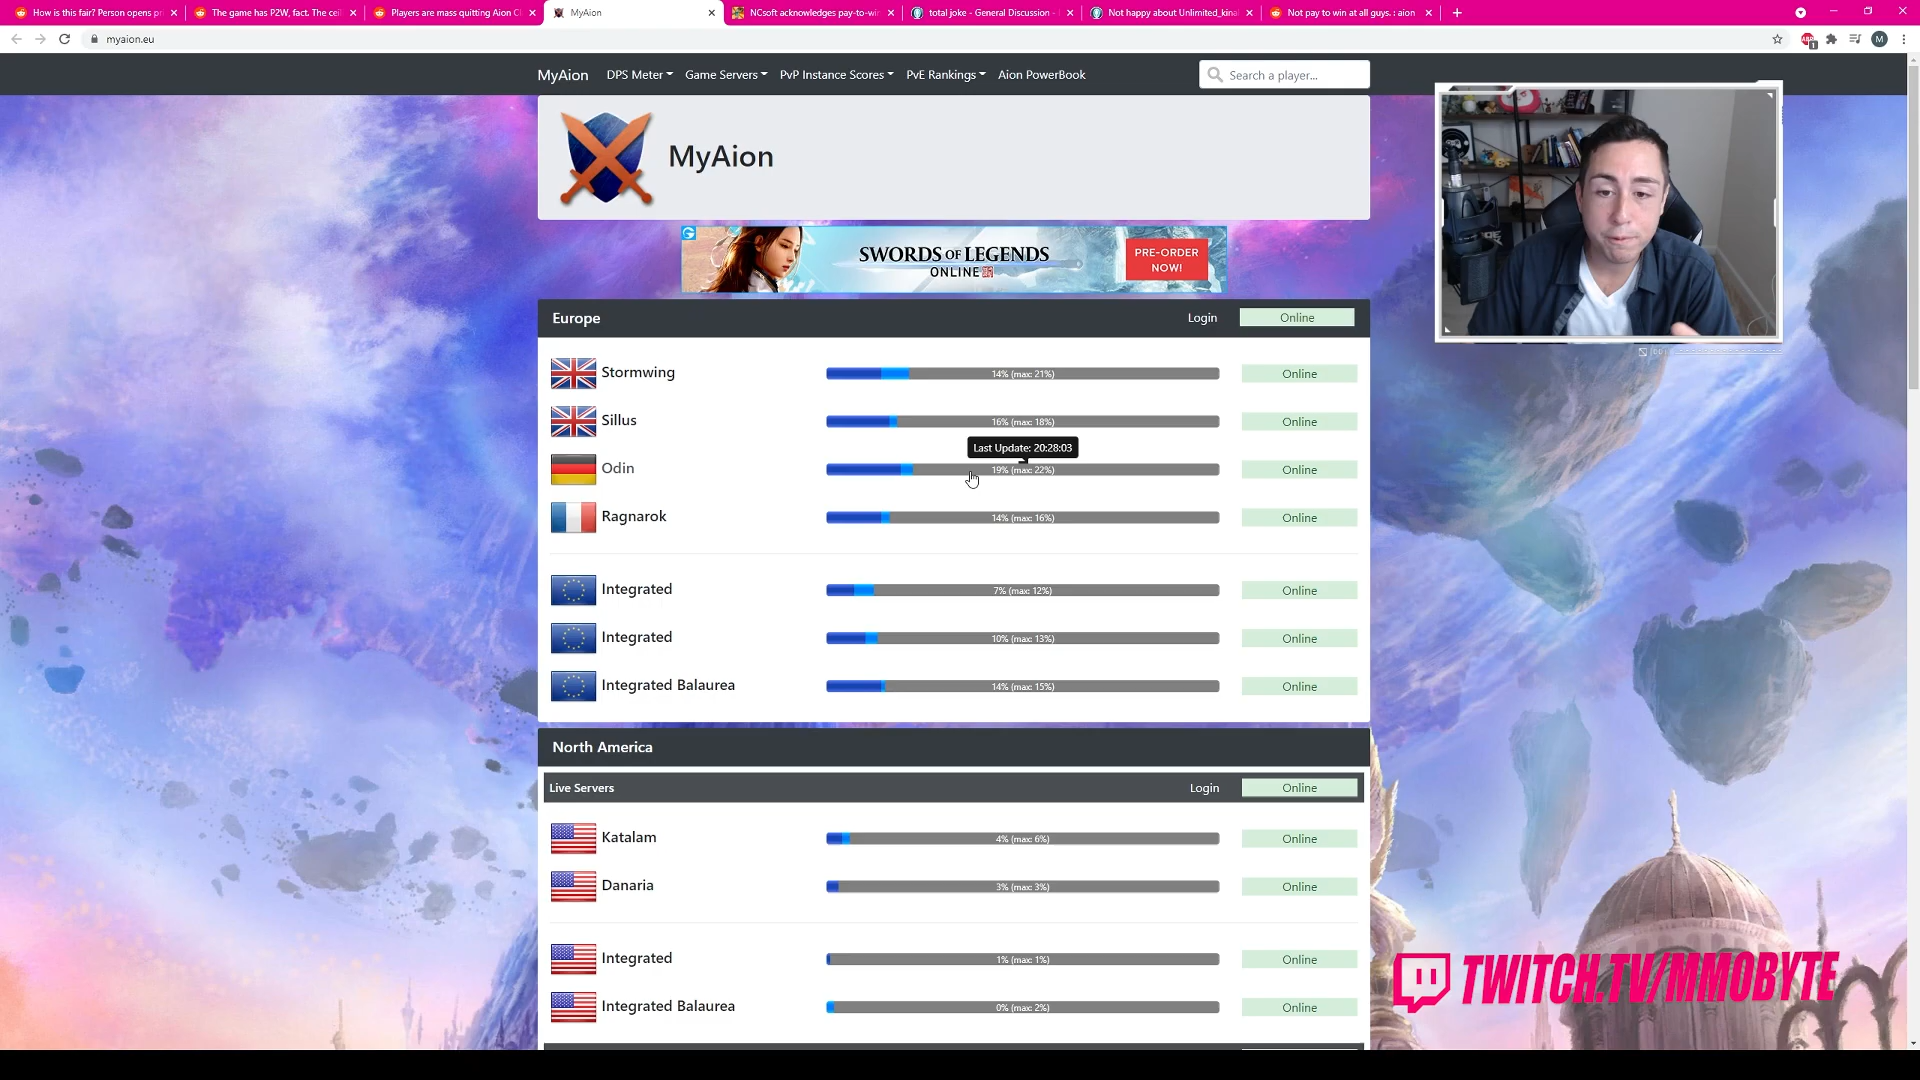 How is this fair? Person opens pr
The game has P2W, fact. The ceil
Players are mass quitting Aion Cl
MyAion
NCsoft acknowledges pay-to-win
total joke - General Discussion -
Not happy about Unlimited_kina
Not pay to win at all guys. : aion
myaion.eu
M
MyAion
DPS Meter
Game Servers
PvP Instance Scores
PvE Rankings
Aion PowerBook
Search a player...
MyAion
SWORDS OF LEGENDS
ONLINE
PRE-ORDER
NOW!
Europe
Login
Online
Stormwing
14% (max: 21%)
Online
Sillus
16% (max: 18%)
Online
Last Update: 20:28:03
Odin
19% (max: 22%)
Online
Ragnarok
14% (max: 16%)
Online
Integrated
7% (max: 12%)
Online
Integrated
10% (max: 13%)
Online
Integrated Balaurea
14% (max: 15%)
Online
North America
Live Servers
Login
Online
Katalam
4% (max: 6%)
Online
Danaria
3% (max: 3%)
Online
Integrated
1% (max: 1%)
Online
Integrated Balaurea
0% (max: 2%)
Online
TWITCH.TV/MMOBYTE